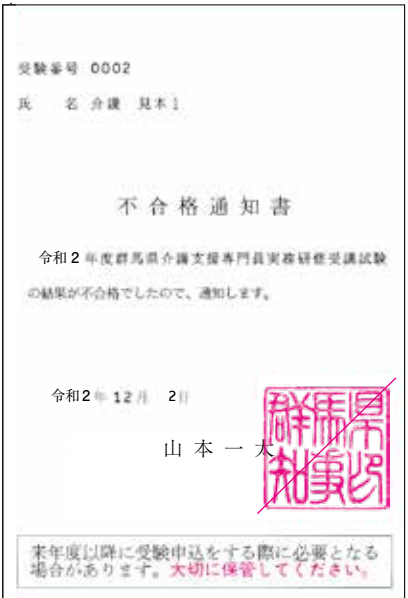 受験番号 0002
氏 名 介護 見本1
不合格通知書
令和2年度群馬県介護支援専門員実務研修受講試験
の結果が不合格でしたので、通知します。
令和2年12月 2日
山本一太
群馬県知事印
来年度以降に受験申込をする際に必要となる
場合があります。大切に保管してください。